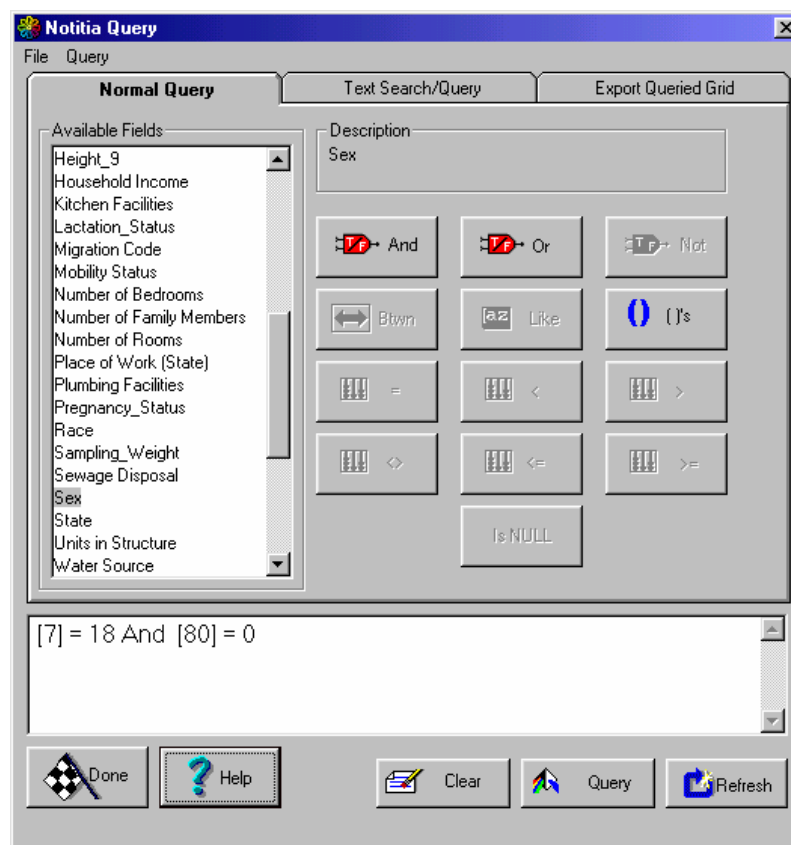 Notitia Query
File Query
Normal Query
Text Search/Query
Export Queried Grid
Available Fields
Height_9
Household Income
Kitchen Facilities
Lactation_Status
Migration Code
Mobility Status
Number of Bedrooms
Number of Family Members
Number of Rooms
Place of Work (State)
Plumbing Facilities
Pregnancy_Status
Race
Sampling_Weight
Sewage Disposal
Sex
State
Units in Structure
Water Source
Description
Sex
And
Or
Not
Btwn
Like
( )'s
=
<
>
<>
<=
>=
Is NULL
[7] = 18 And [80] = 0
Done
Help
Clear
Query
Refresh